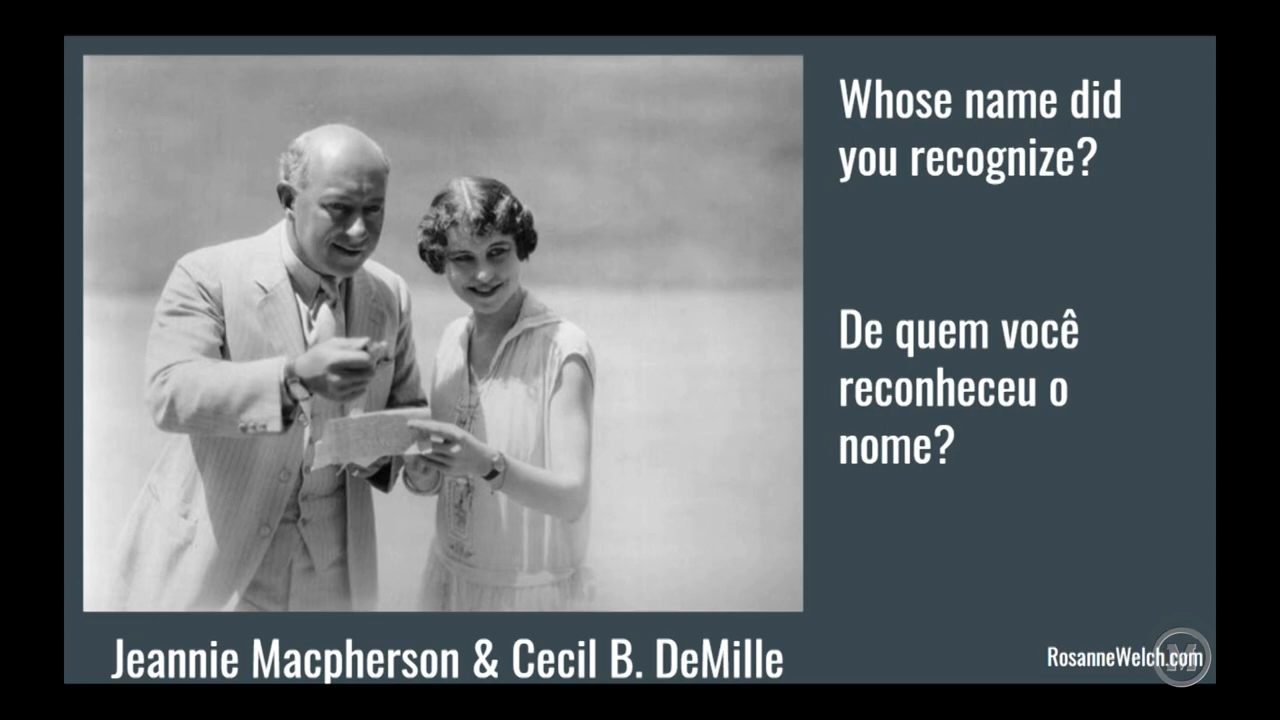 Whose name did
you recognize?
De quem você
reconheceu o
nome?
Jeannie Macpherson & Cecil B. DeMille
RosanneWelch.com
M